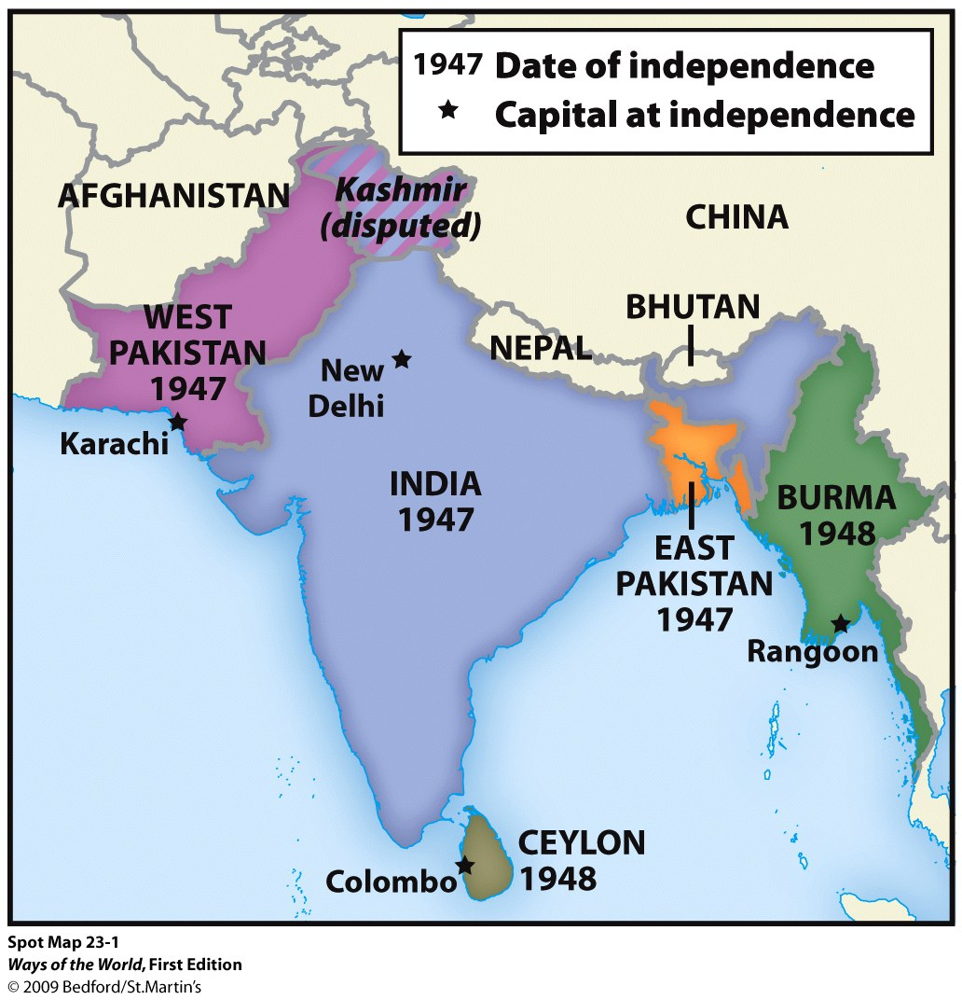 1947 Date of independence
★ Capital at independence
AFGHANISTAN
Kashmir
(disputed)
CHINA
WEST
PAKISTAN
1947
BHUTAN
NEPAL
New
Delhi
Karachi
INDIA
1947
BURMA
1948
EAST
PAKISTAN
1947
Rangoon
CEYLON
1948
Colombo
Spot Map 23-1
Ways of the World, First Edition
© 2009 Bedford/St.Martin's